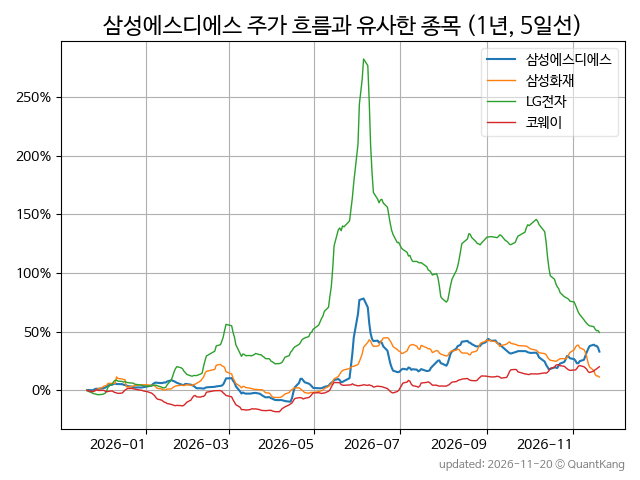 삼성에스디에스 주가 흐름과 유사한 종목 (1년, 5일선)
삼성에스디에스
삼성화재
LG전자
코웨이
250%
200%
150%
100%
50%
0%
2026-01
2026-03
2026-05
2026-07
2026-09
2026-11
updated: 2026-11-20 © QuantKang